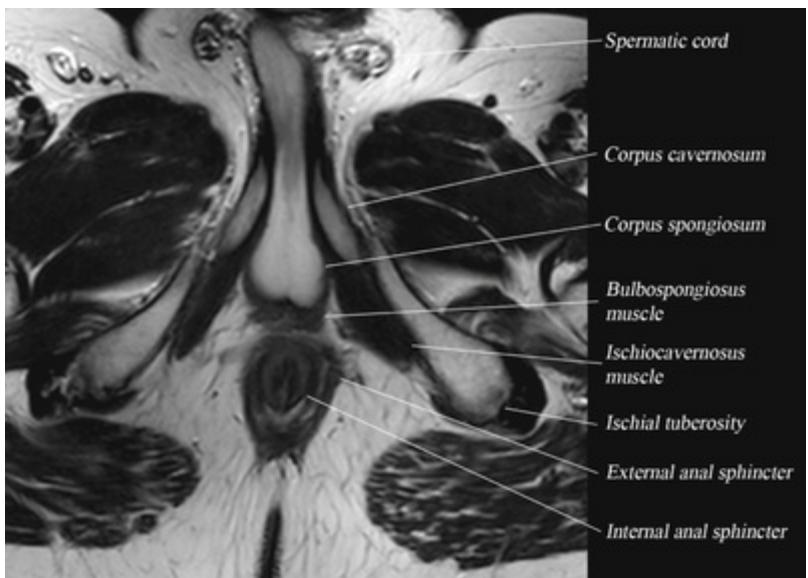 Spermatic cord
Corpus cavernosum
Corpus spongiosum
Bulbospongiosus
muscle
Ischiocavernosus
muscle
Ischial tuberosity
External anal sphincter
Internal anal sphincter